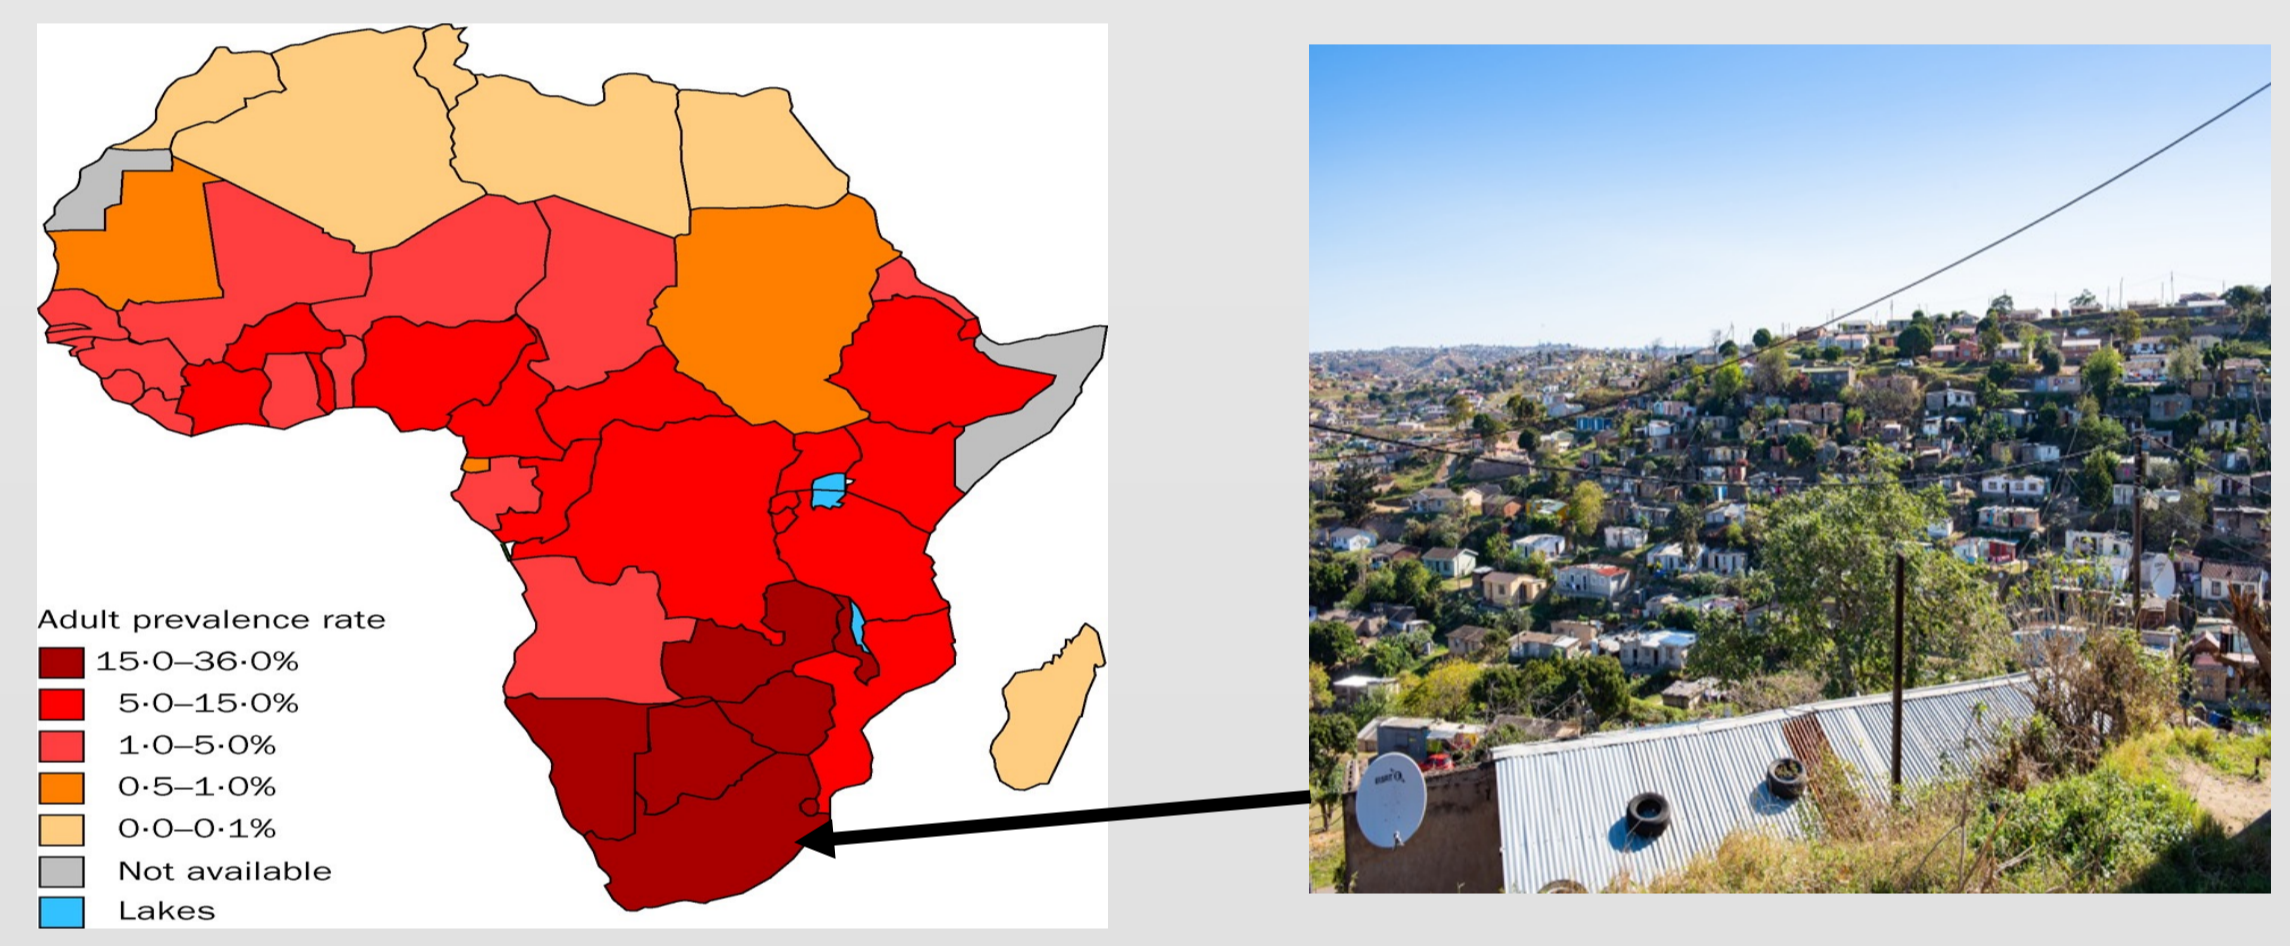 Adult prevalence rate
15·0–36·0%
5·0–15·0%
1·0–5·0%
0·5–1·0%
0·0–0·1%
Not available
Lakes